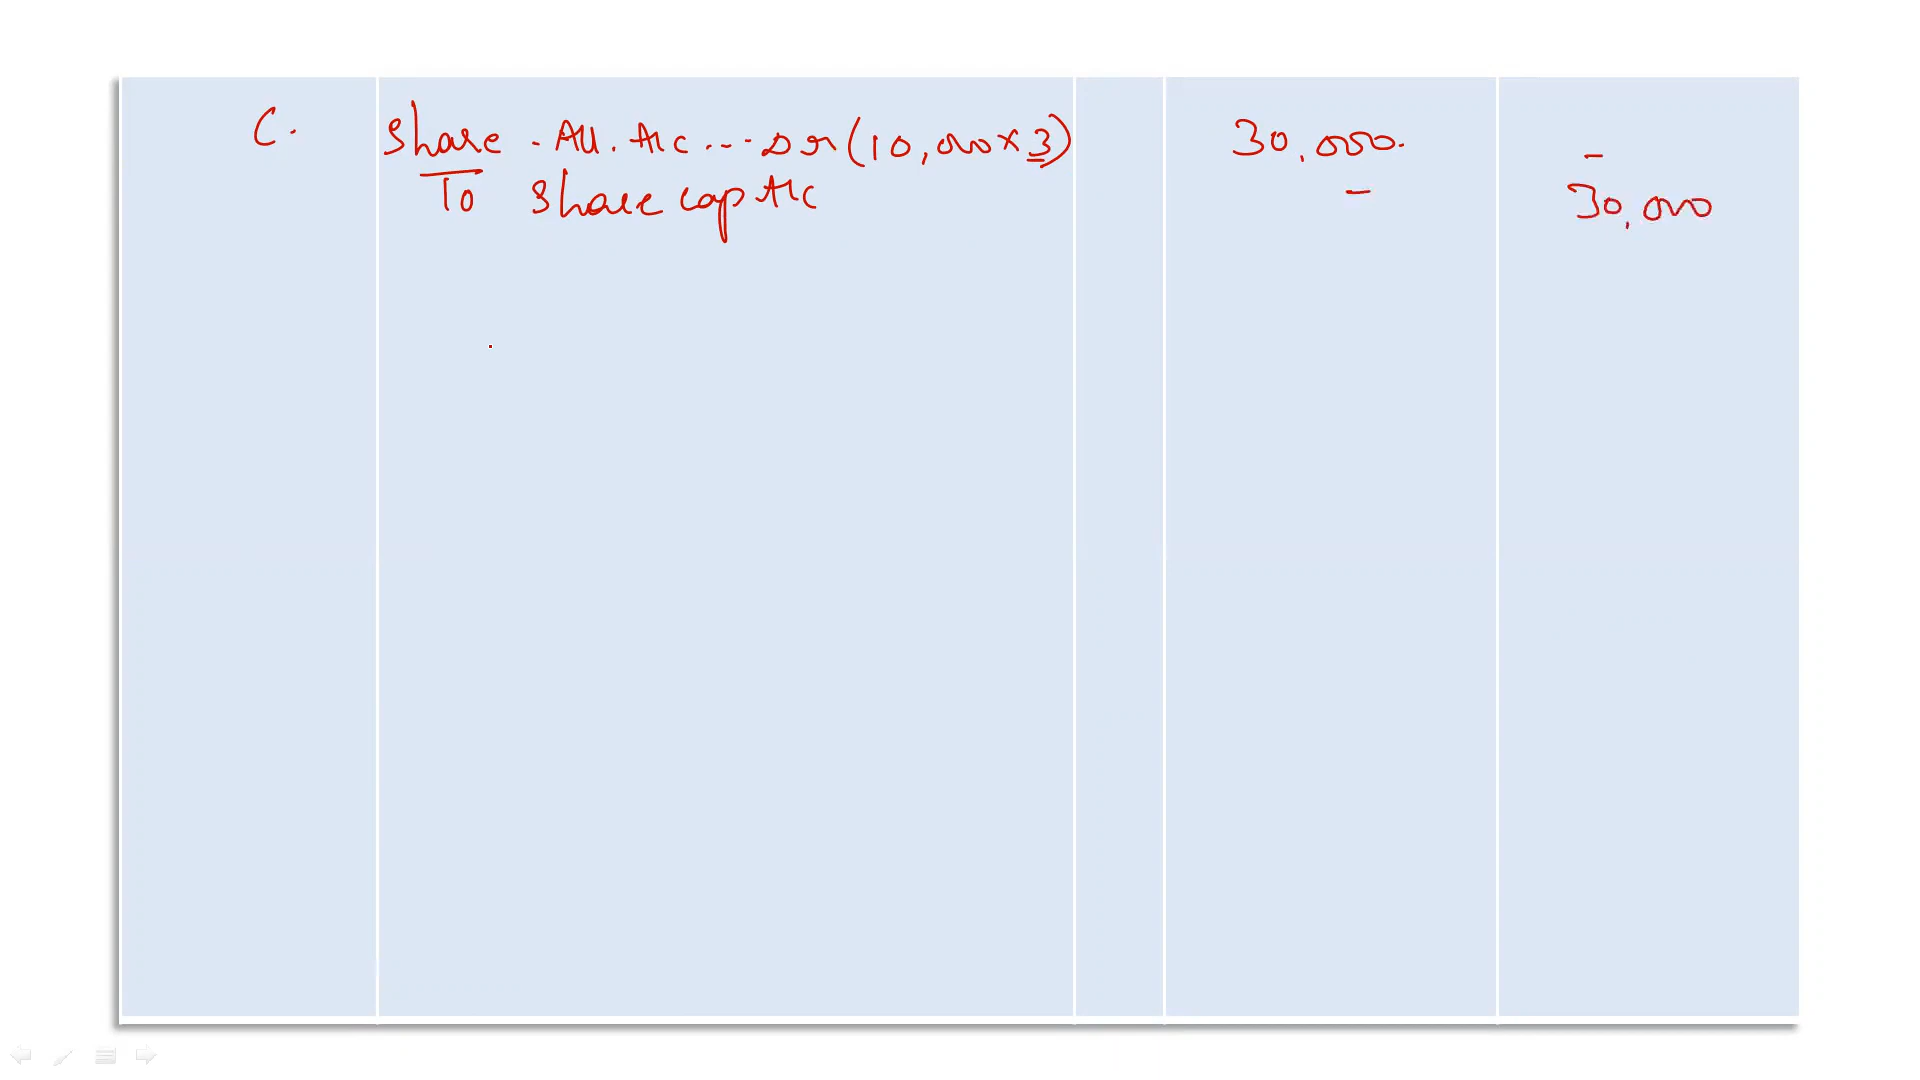 C. Share. All. A/c ... Dr (10,000 x 3) 30,000. -
To Share cap A/c - 30,000